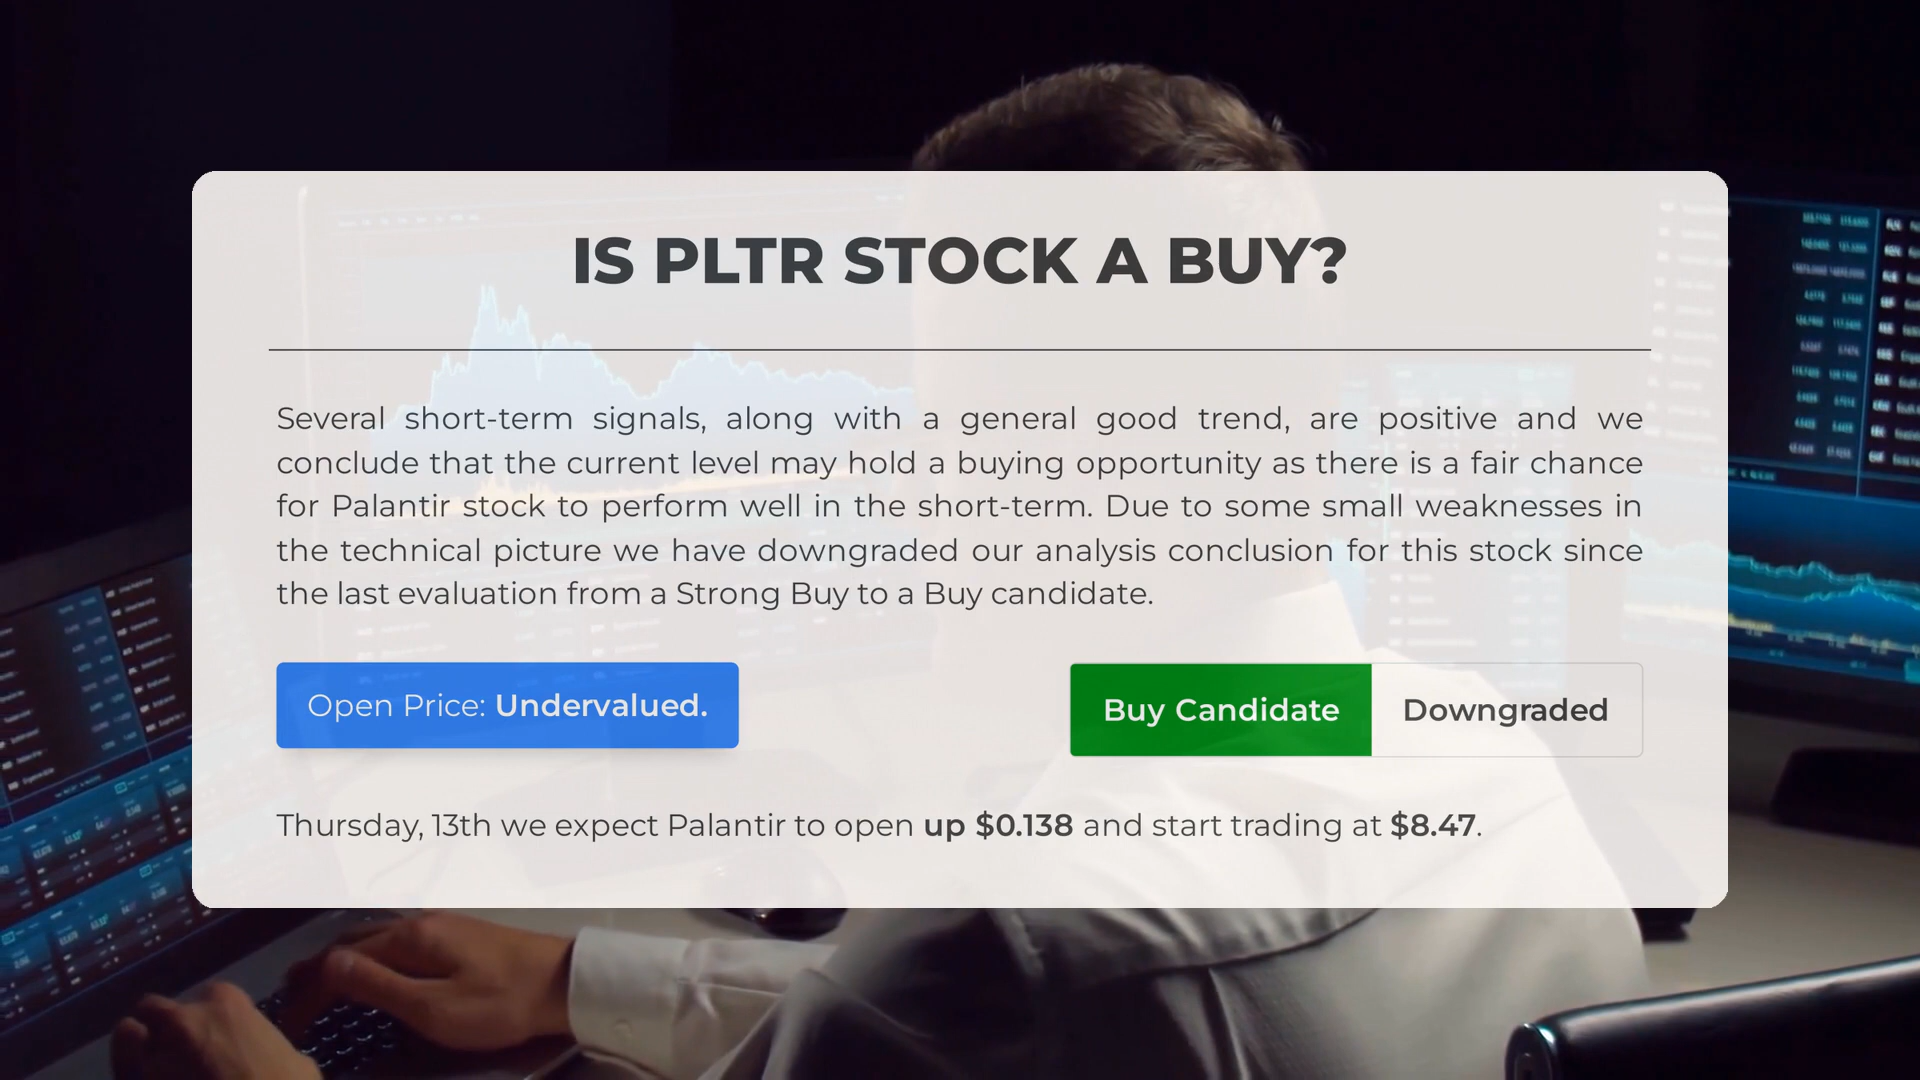 IS PLTR STOCK A BUY?
Several short-term signals, along with a general good trend, are positive and we
conclude that the current level may hold a buying opportunity as there is a fair chance
for Palantir stock to perform well in the short-term. Due to some small weaknesses in
the technical picture we have downgraded our analysis conclusion for this stock since
the last evaluation from a Strong Buy to a Buy candidate.
Open Price: Undervalued.
Buy Candidate Downgraded
Thursday, 13th we expect Palantir to open up $0.138 and start trading at $8.47.